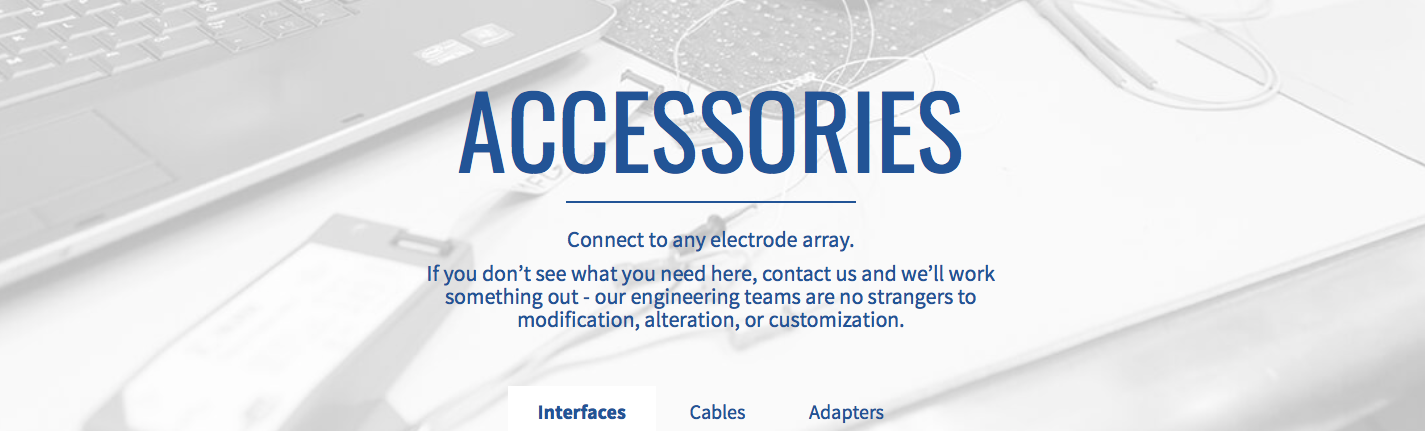 ACCESSORIES
Connect to any electrode array.
If you don’t see what you need here, contact us and we’ll work
something out - our engineering teams are no strangers to
modification, alteration, or customization.
Interfaces
Cables
Adapters